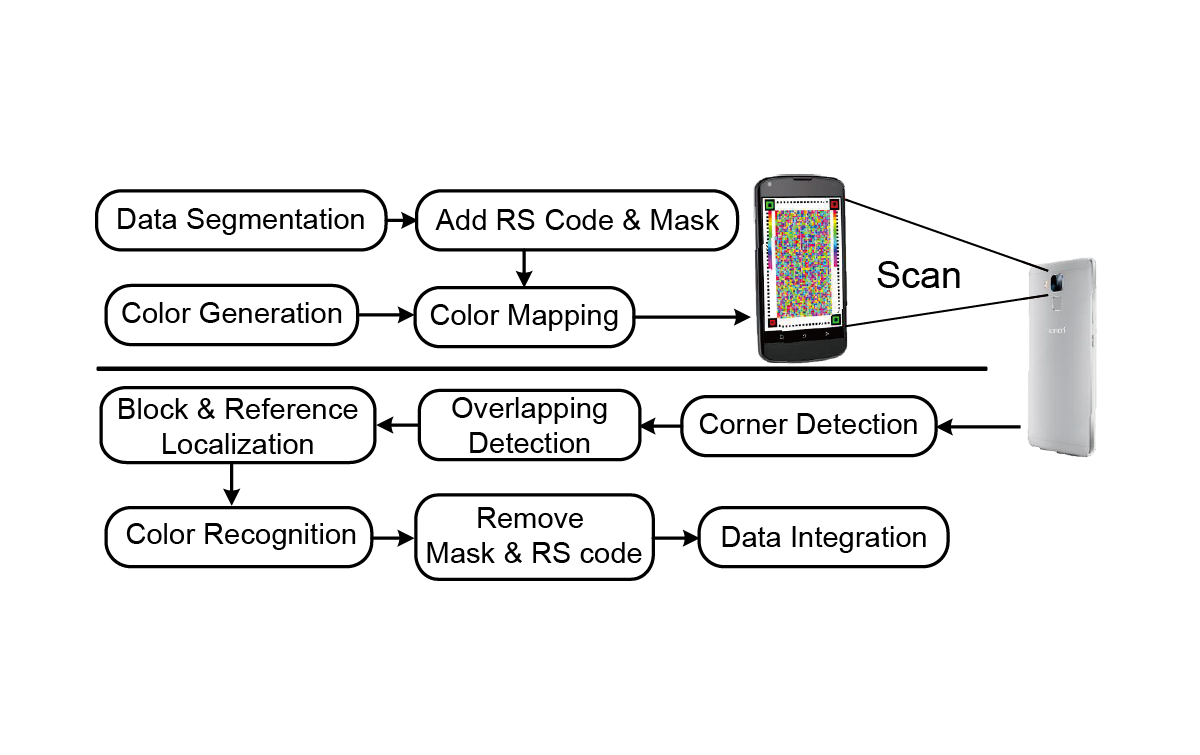 Data Segmentation
Add RS Code & Mask
Color Generation
Color Mapping
Scan
Block & Reference
Localization
Overlapping
Detection
Corner Detection
Color Recognition
Remove
Mask & RS code
Data Integration